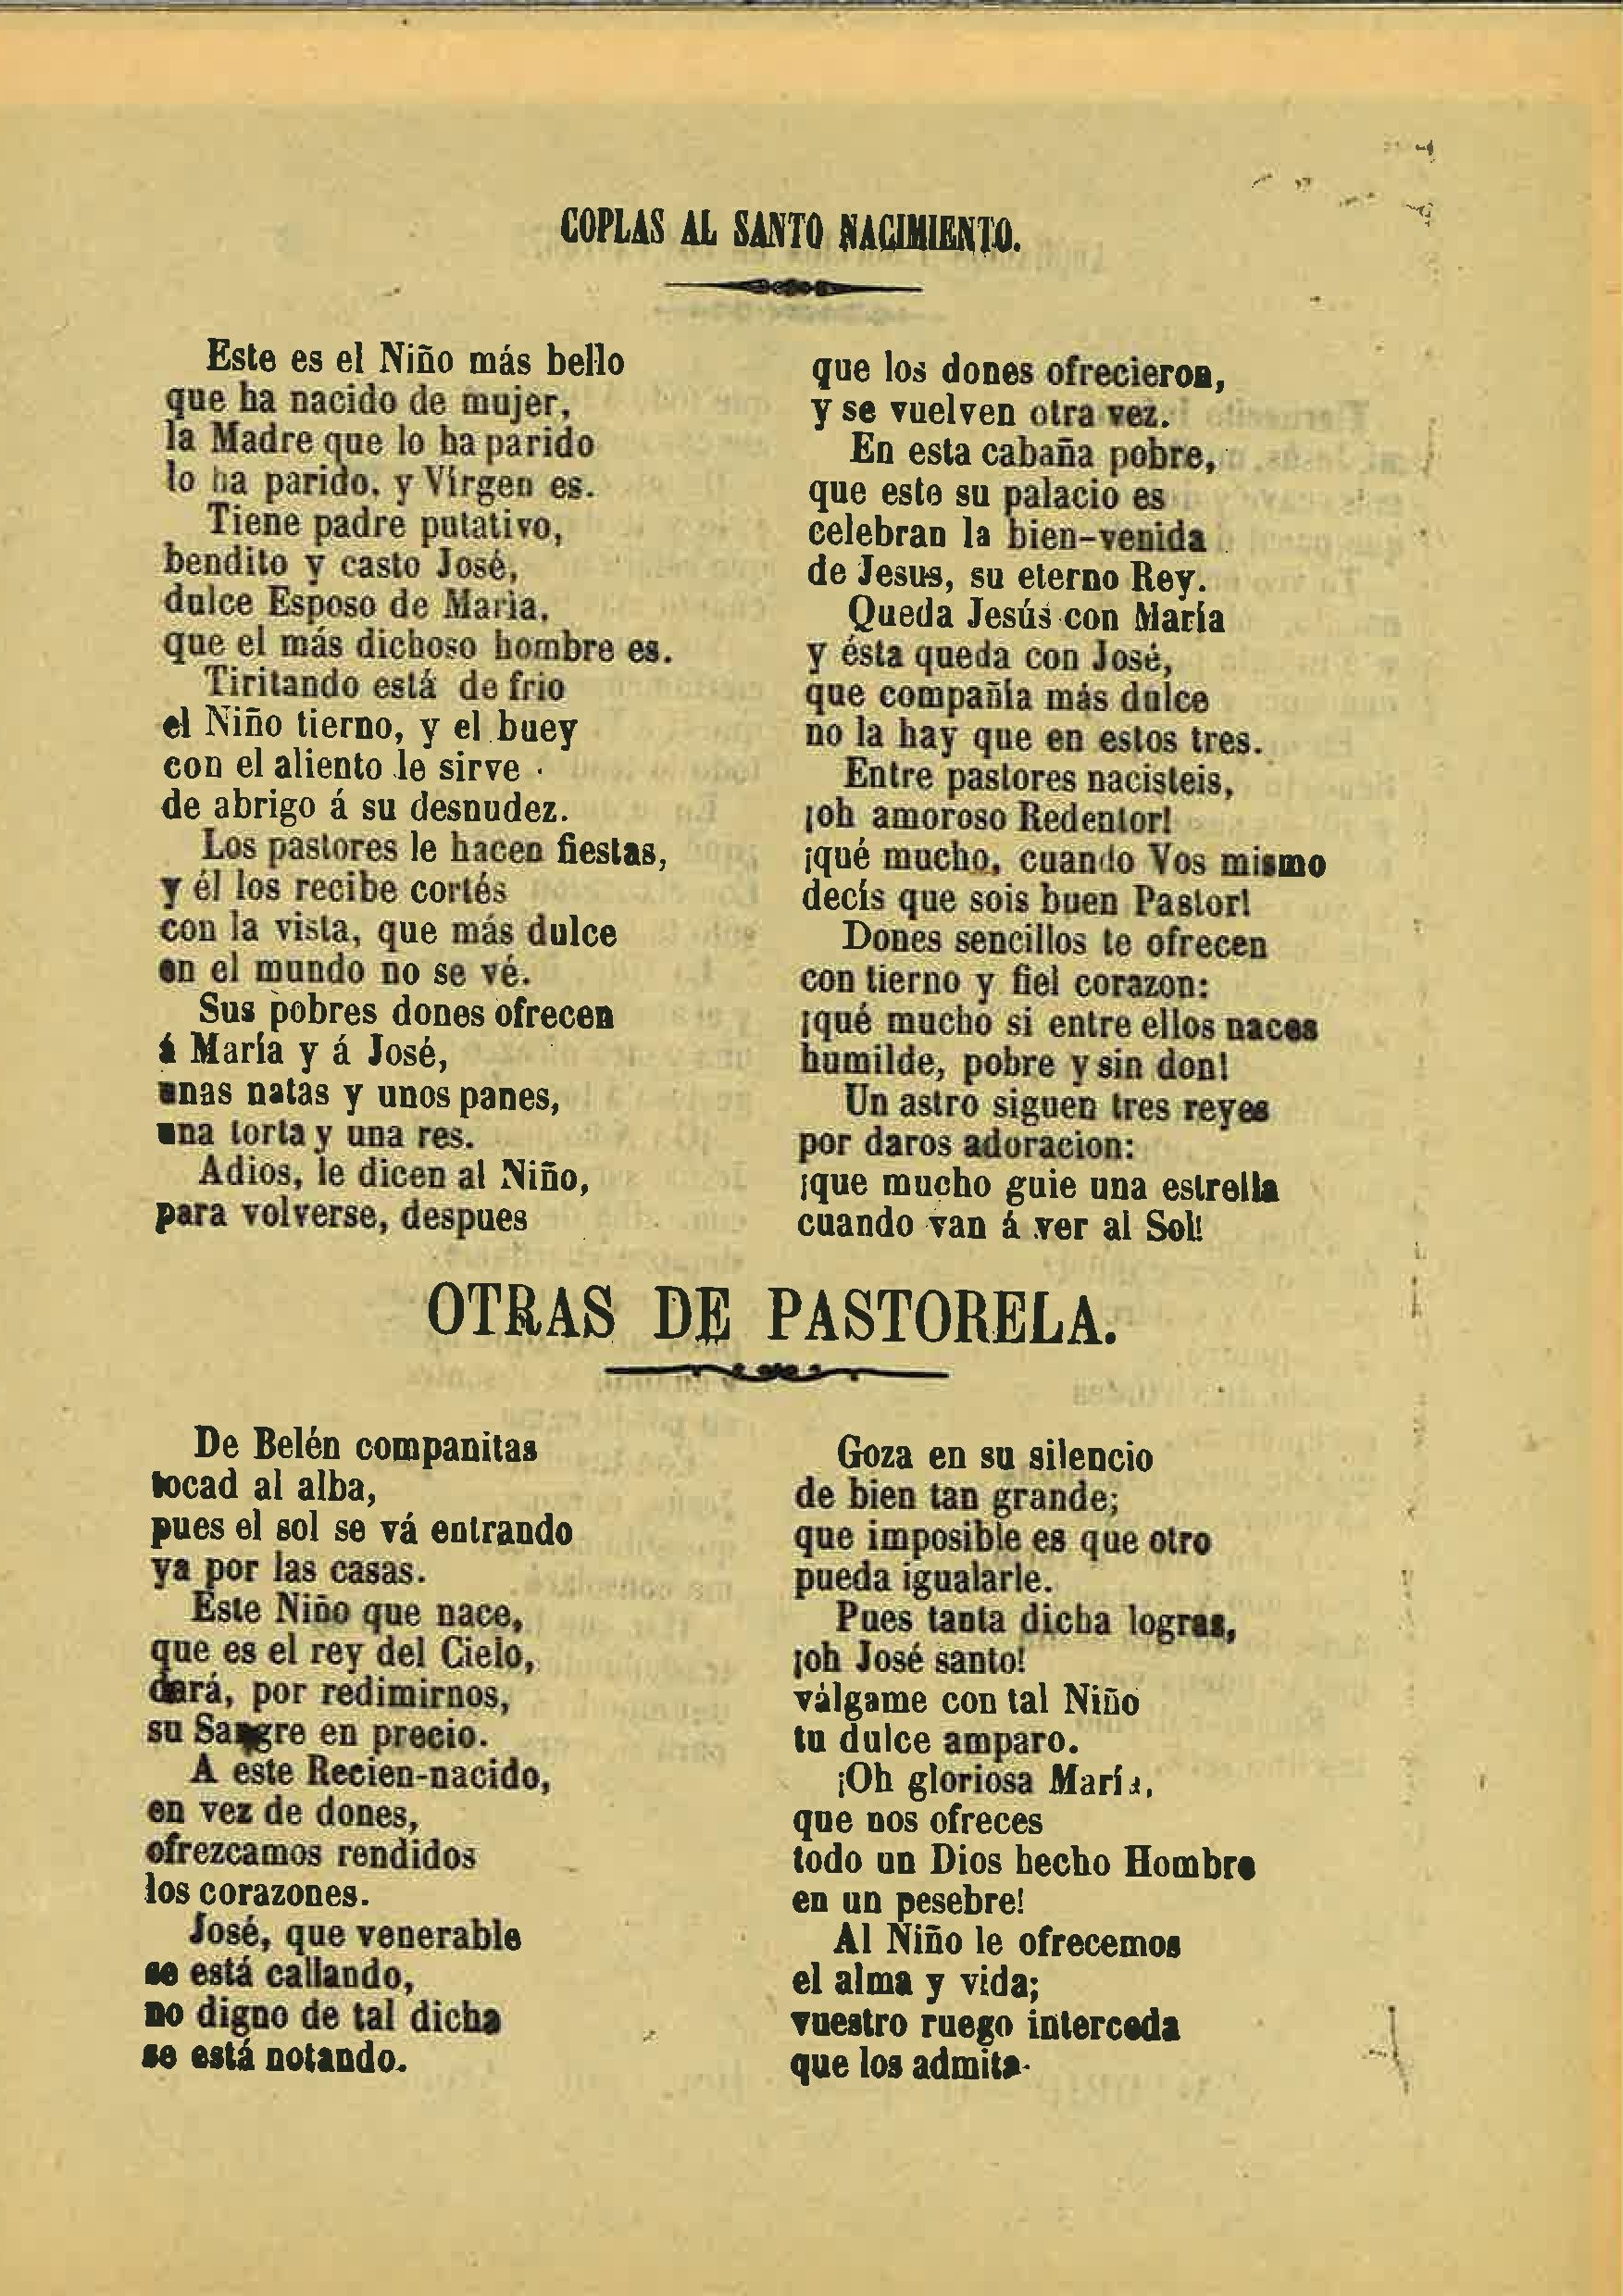 COPLAS AL SANTO NACIMIENTO.
Este es el Niño más bello
que ha nacido de mujer,
la Madre que lo ha parido
lo ha parido, y Vírgen es.
Tiene padre putativo,
bendito y casto José,
dulce Esposo de Maria,
que el más dichoso hombre es.
Tiritando está de frio
el Niño tierno, y el buey
con el aliento le sirve
de abrigo á su desnudez.
Los pastores le hacen fiestas,
y él los recibe cortés
con la vista, que más dulce
en el mundo no se vé.
Sus pobres dones ofrecen
á María y á José,
unas natas y unos panes,
una torta y una res.
Adios, le dicen al Niño,
para volverse, despues
que los dones ofrecieron,
y se vuelven otra vez.
En esta cabaña pobre,
que este su palacio es
celebran la bien-venida
de Jesus, su eterno Rey.
Queda Jesús con María
y ésta queda con José,
que compañía más dulce
no la hay que en estos tres.
Entre pastores nacisteis,
¡oh amoroso Redentor!
¡qué mucho, cuando Vos mismo
decís que sois buen Pastor!
Dones sencillos te ofrecen
con tierno y fiel corazon:
¡qué mucho si entre ellos naces
humilde, pobre y sin don!
Un astro siguen tres reyes
por daros adoracion:
¡que mucho guie una estrella
cuando van á ver al Sol!
OTRAS DE PASTORELA.
De Belén companitas
tocad al alba,
pues el sol se vá entrando
ya por las casas.
Este Niño que nace,
que es el rey del Cielo,
dará, por redimirnos,
su Sangre en precio.
A este Recien-nacido,
en vez de dones,
ofrezcamos rendidos
los corazones.
José, que venerable
se está callando,
no digno de tal dicha
se está notando.
Goza en su silencio
de bien tan grande;
que imposible es que otro
pueda igualarle.
Pues tanta dicha logras,
¡oh José santo!
válgame con tal Niño
tu dulce amparo.
¡Oh gloriosa María,
que nos ofreces
todo un Dios hecho Hombre
en un pesebre!
Al Niño le ofrecemos
el alma y vida;
vuestro ruego interceda
que los admita.